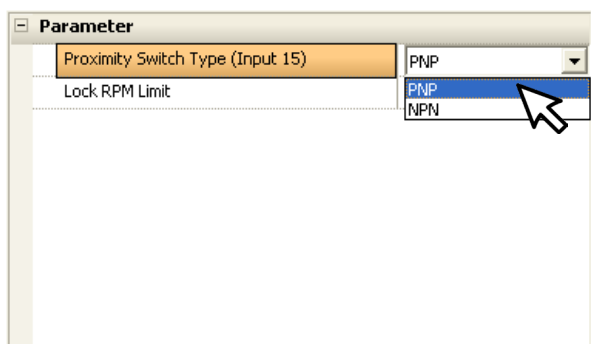 Parameter
Proximity Switch Type (Input 15) PNP
Lock RPM Limit PNP
NPN